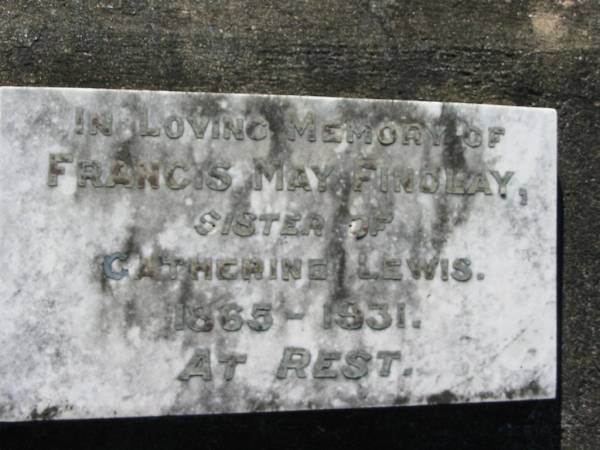 IN LOVING MEMORY OF
FRANCIS MAY FINDLAY,
SISTER OF
CATHERINE LEWIS.
1865 - 1931.
AT REST.